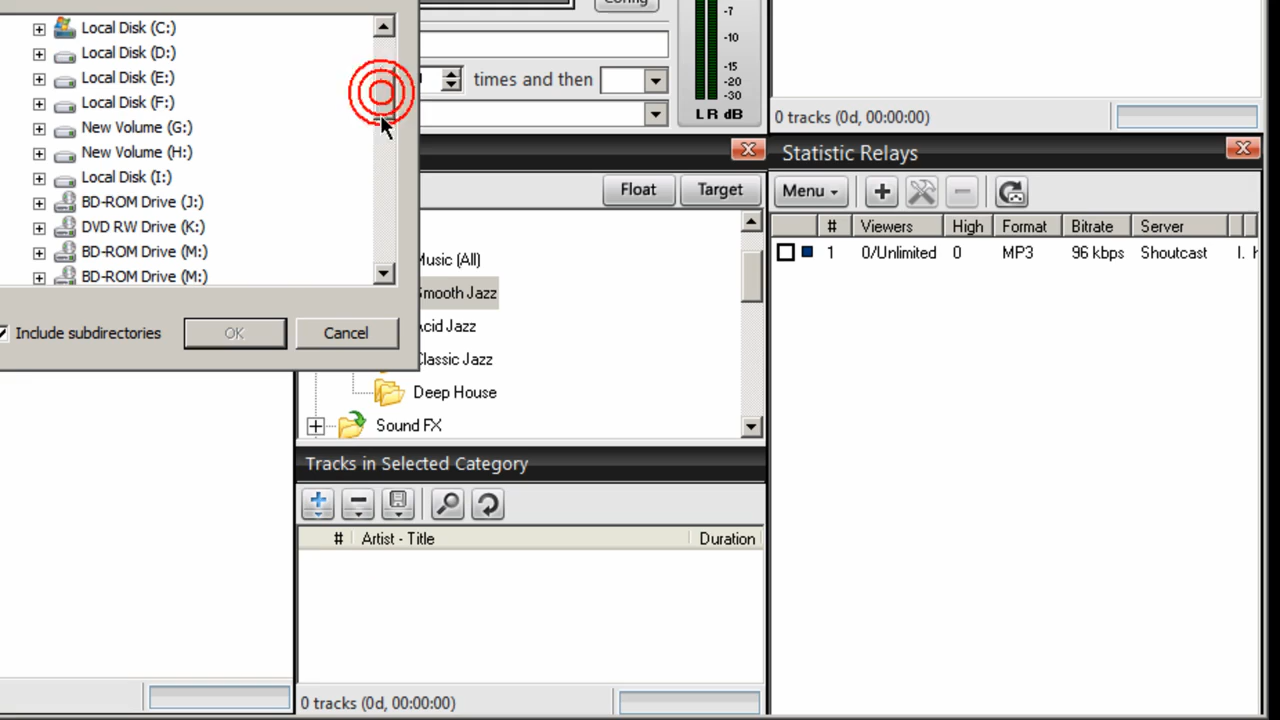 Local Disk (C:)
Local Disk (D:)
Local Disk (E:)
Local Disk (F:)
New Volume (G:)
New Volume (H:)
Local Disk (I:)
BD-ROM Drive (J:)
DVD RW Drive (K:)
BD-ROM Drive (M:)
BD-ROM Drive (M:)
Include subdirectories
OK
Cancel
Config
times and then
-7
-10
-15
-20
-30
L R dB
0 tracks (0d, 00:00:00)
Float
Target
Music (All)
Smooth Jazz
Acid Jazz
Classic Jazz
Deep House
Sound FX
Tracks in Selected Category
# Artist - Title Duration
0 tracks (0d, 00:00:00)
Statistic Relays
Menu
# Viewers High Format Bitrate Server
1 0/Unlimited 0 MP3 96 kbps Shoutcast I.